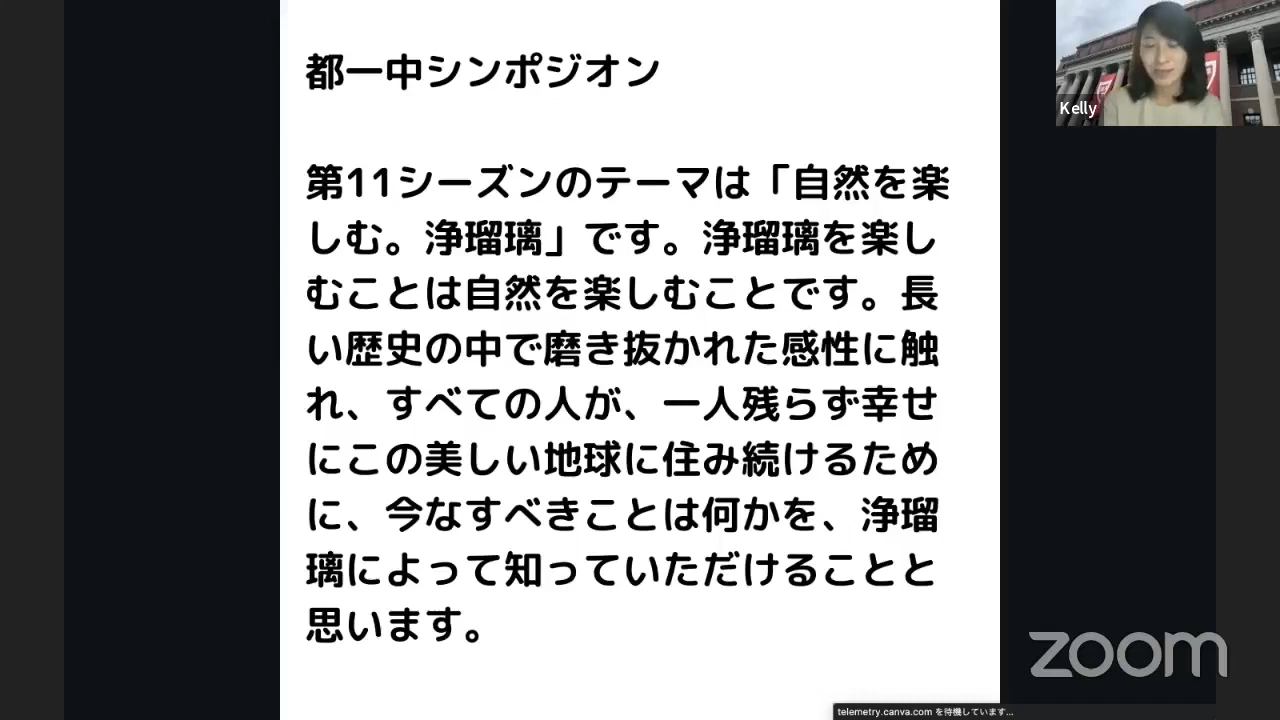 都一中シンポジオン
第11シーズンのテーマは「自然を楽
しむ。浄瑠璃」です。浄瑠璃を楽し
むことは自然を楽しむことです。長
い歴史の中で磨き抜かれた感性に触
れ、すべての人が、一人残らず幸せ
にこの美しい地球に住み続けるため
に、今なすべきことは何かを、浄瑠
璃によって知っていただけることと
思います。
Kelly
zoom
telemetry.canva.com を待機しています...